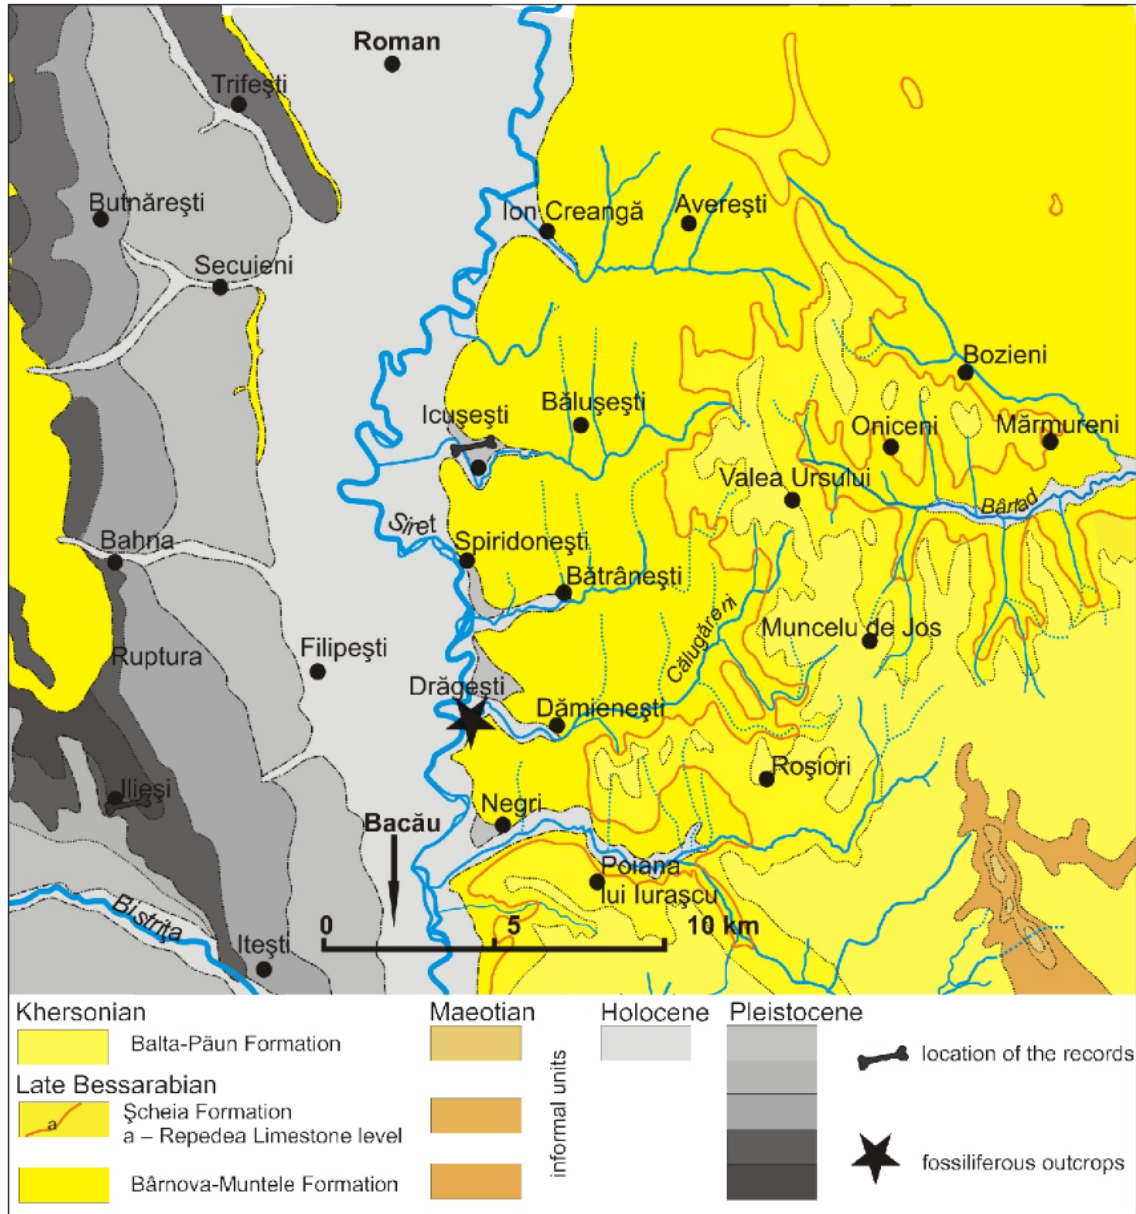 Roman
Trifeşti
Butnăreşti
Ion Creangă
Avereşti
Secuieni
Bozieni
Icuşeşti
Băluşeşti
Oniceni
Mărmureni
Valea Ursului
Bârlad
Siret
Bahna
Spiridoneşti
Bătrâneşti
Călugăreni
Muncelu de Jos
Ruptura
Filipeşti
Drăgeşti
Dămieneşti
Roşiori
Ilieşi
Negri
Bacău
Poiana
lui Iuraşcu
Bistriţa
0 5 10 km
Iteşti
Khersonian
Balta-Păun Formation
Late Bessarabian
a
Şcheia Formation
a – Repedea Limestone level
Bârnova-Muntele Formation
Maeotian
informal units
Holocene
Pleistocene
location of the records
fossiliferous outcrops